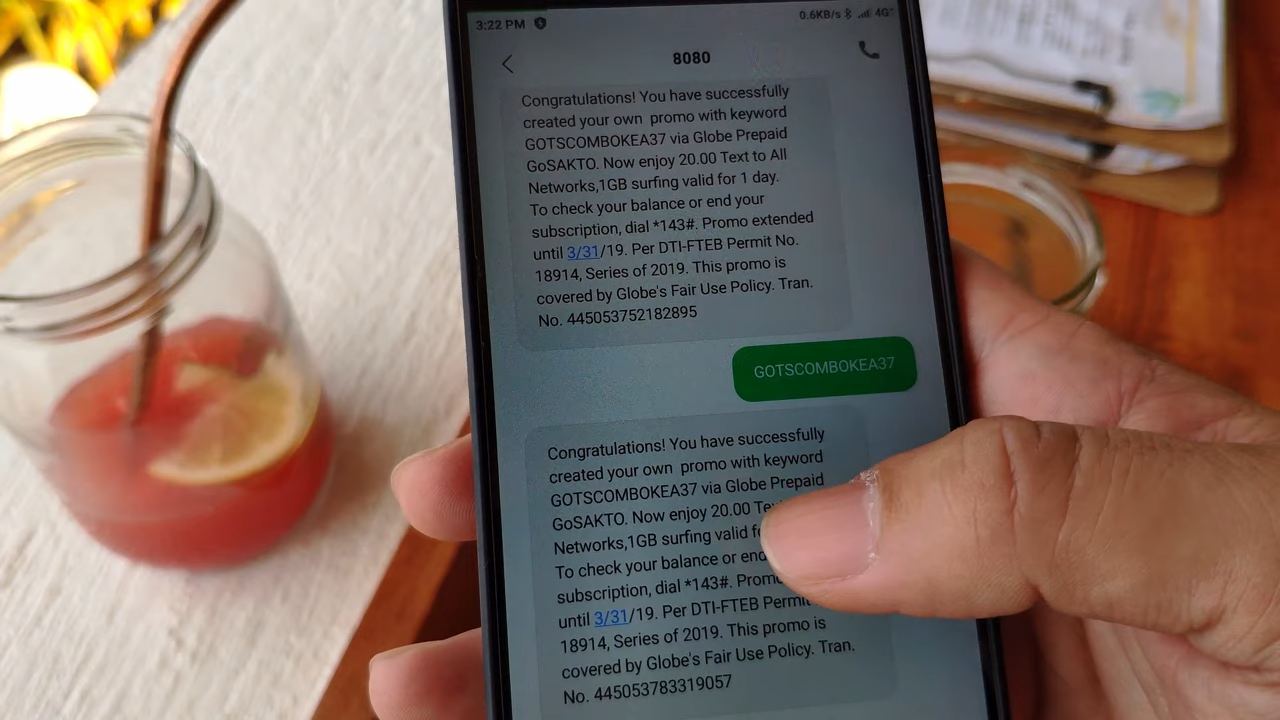 3:22 PM
0.6KB/s
4G+
8080
Congratulations! You have successfully
created your own  promo with keyword
GOTSCOMBOKEA37 via Globe Prepaid
GoSAKTO. Now enjoy 20.00 Text to All
Networks,1GB surfing valid for 1 day.
To check your balance or end your
subscription, dial *143#. Promo extended
until 3/31/19. Per DTI-FTEB Permit No.
18914, Series of 2019. This promo is
covered by Globe's Fair Use Policy. Tran.
No. 445053752182895
GOTSCOMBOKEA37
Congratulations! You have successfully
created your own  promo with keyword
GOTSCOMBOKEA37 via Globe Prepaid
GoSAKTO. Now enjoy 20.00
Networks,1GB surfing valid
To check your balance or end
subscription, dial *143#.
until 3/31/19. Per DTI-FTEB Permit
18914, Series of 2019. This promo is
covered by Globe's Fair Use Policy. Tran.
No. 445053783319057